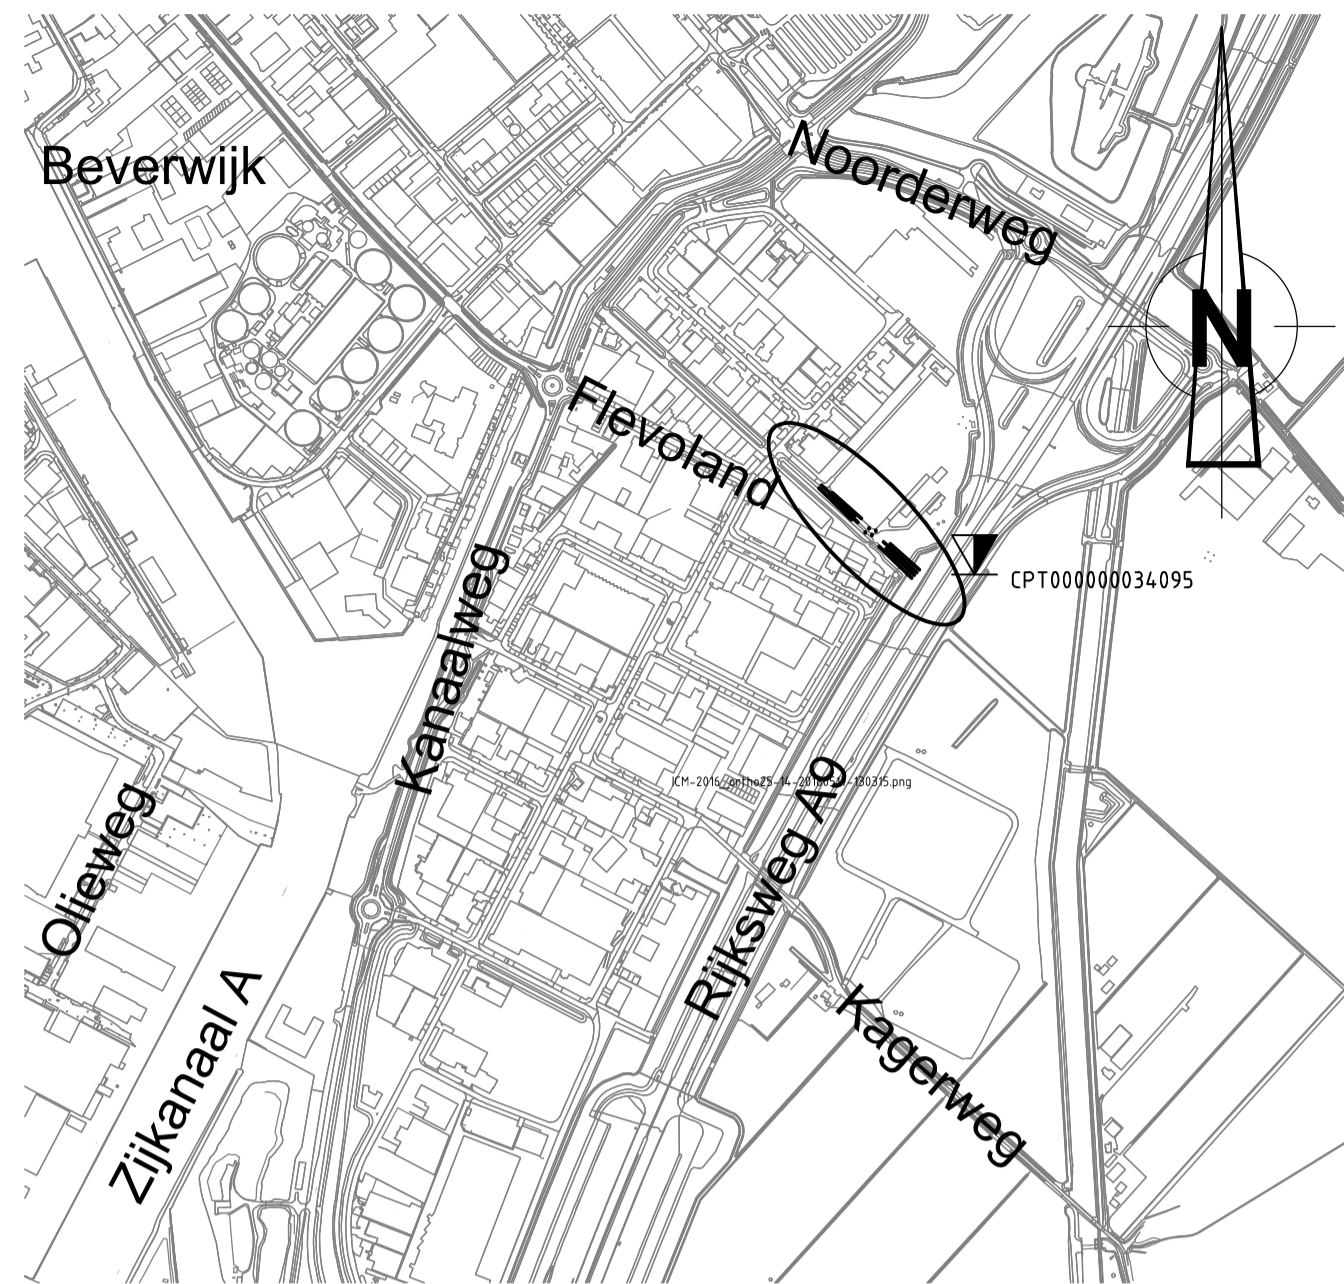 Beverwijk
Noorderweg
N
Flevoland
CPT000000034095
Kanaalweg
Rijksweg A9
Olieweg
Zijkanaal A
Kagerweg